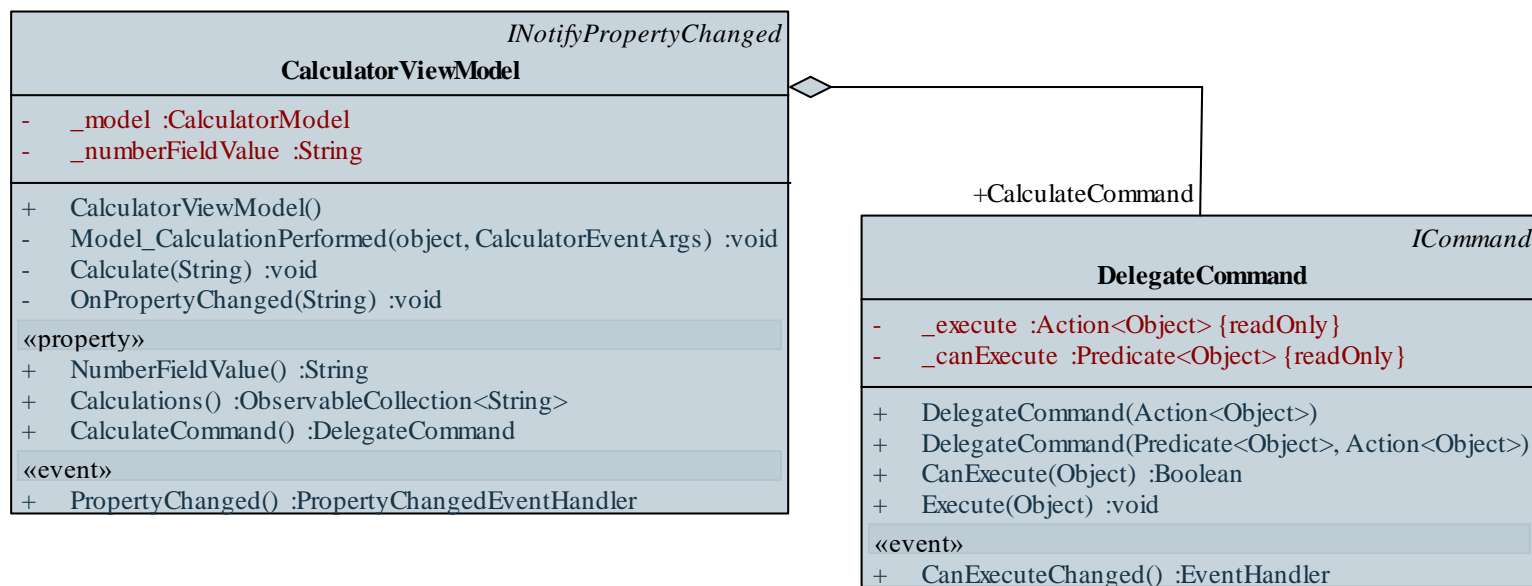 INotifyPropertyChanged
CalculatorViewModel
- _model :CalculatorModel
- _numberFieldValue :String
+ CalculatorViewModel()
- Model_CalculationPerformed(object, CalculatorEventArgs) :void
- Calculate(String) :void
- OnPropertyChanged(String) :void
«property»
+ NumberFieldValue() :String
+ Calculations() :ObservableCollection<String>
+ CalculateCommand() :DelegateCommand
«event»
+ PropertyChanged() :PropertyChangedEventHandler
+CalculateCommand
ICommand
DelegateCommand
- _execute :Action<Object> {readOnly}
- _canExecute :Predicate<Object> {readOnly}
+ DelegateCommand(Action<Object>)
+ DelegateCommand(Predicate<Object>, Action<Object>)
+ CanExecute(Object) :Boolean
+ Execute(Object) :void
«event»
+ CanExecuteChanged() :EventHandler